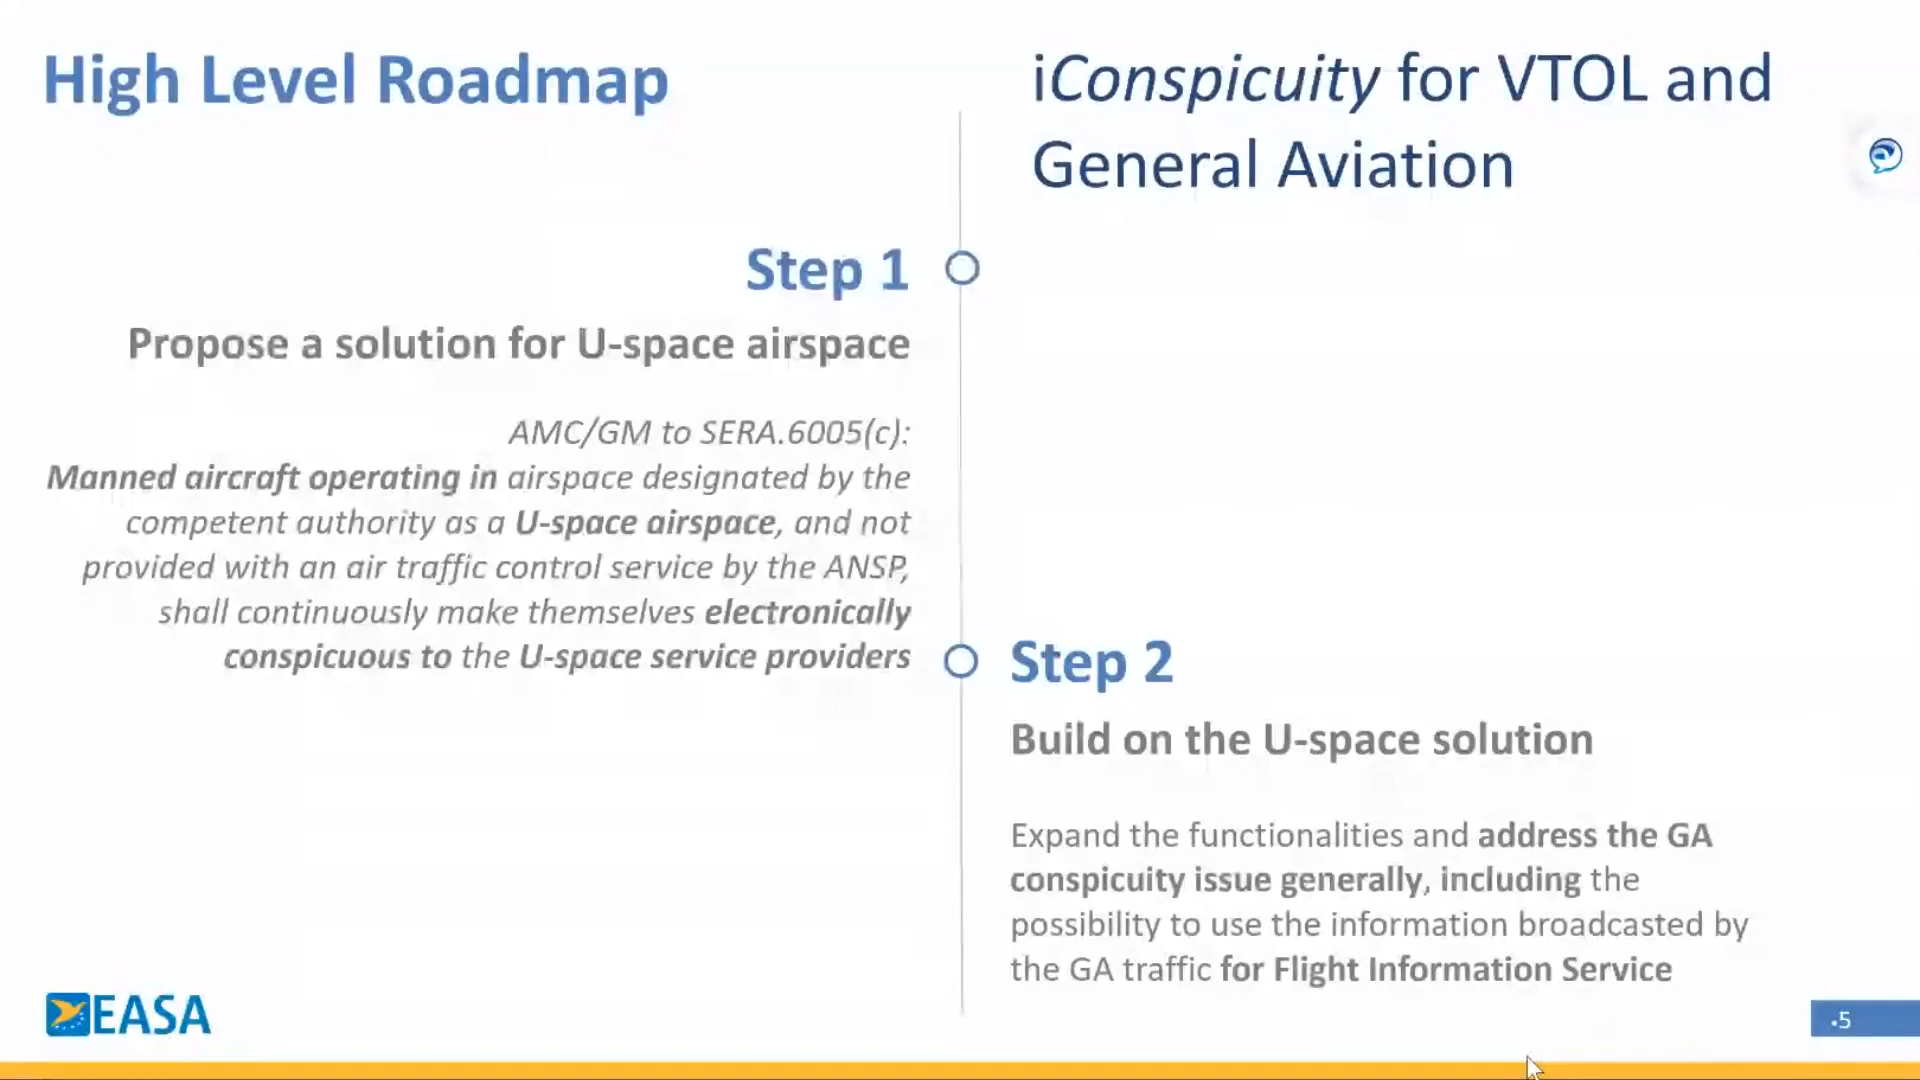 High Level Roadmap
iConspicuity for VTOL and
General Aviation
Step 1
Propose a solution for U-space airspace
AMC/GM to SERA.6005(c):
Manned aircraft operating in airspace designated by the
competent authority as a U-space airspace, and not
provided with an air traffic control service by the ANSP,
shall continuously make themselves electronically
conspicuous to the U-space service providers
Step 2
Build on the U-space solution
Expand the functionalities and address the GA
conspicuity issue generally, including the
possibility to use the information broadcasted by
the GA traffic for Flight Information Service
EASA
•5